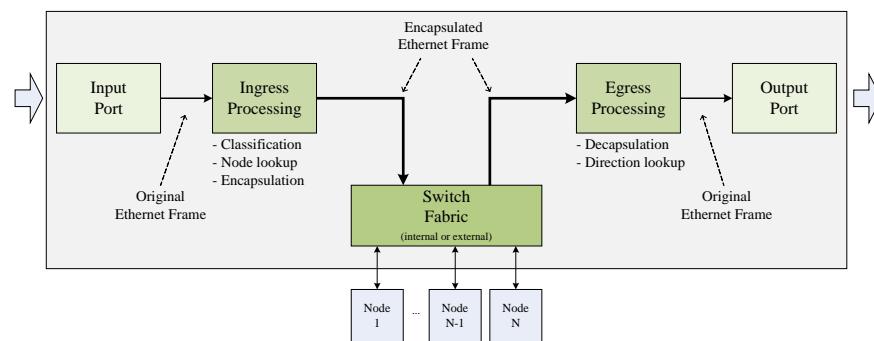 Encapsulated
Ethernet Frame
Input
Port
Ingress
Processing
Egress
Processing
Output
Port
- Classification
- Node lookup
- Encapsulation
- Decapsulation
- Direction lookup
Original
Ethernet Frame
Original
Ethernet Frame
Switch
Fabric
(internal or external)
Node
1
...
Node
N-1
Node
N